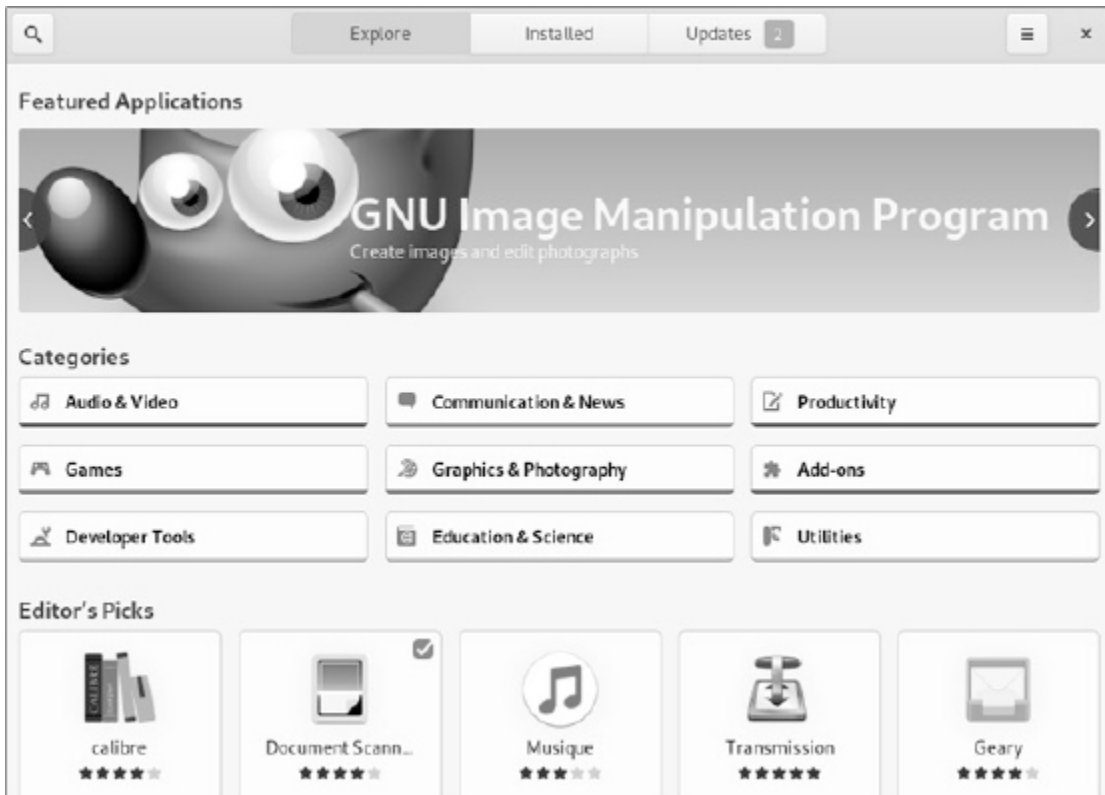 Explore
Installed
Updates 2
Featured Applications
GNU Image Manipulation Program
Create images and edit photographs
Categories
Audio & Video
Communication & News
Productivity
Games
Graphics & Photography
Add-ons
Developer Tools
Education & Science
Utilities
Editor's Picks
CALIBRE
calibre
Document Scann...
Musique
Transmission
Geary